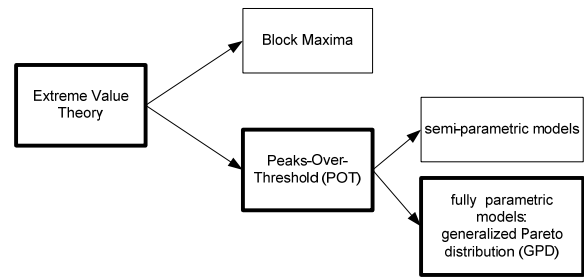 Block Maxima
Extreme Value
Theory
Peaks-Over-
Threshold (POT)
semi-parametric models
fully parametric
models:
generalized Pareto
distribution (GPD)